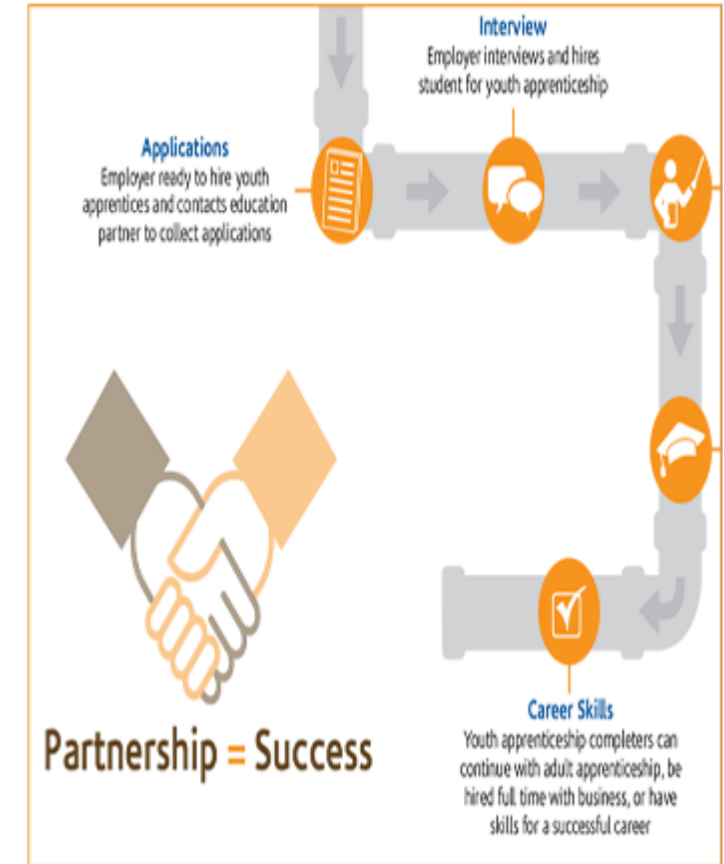 Interview
Employer interviews and hires
student for youth apprenticeship
Applications
Employer ready to hire youth
apprentices and contacts education
partner to collect applications
Partnership = Success
Career Skills
Youth apprenticeship completers can
continue with adult apprenticeship, be
hired full time with business, or have
skills for a successful career